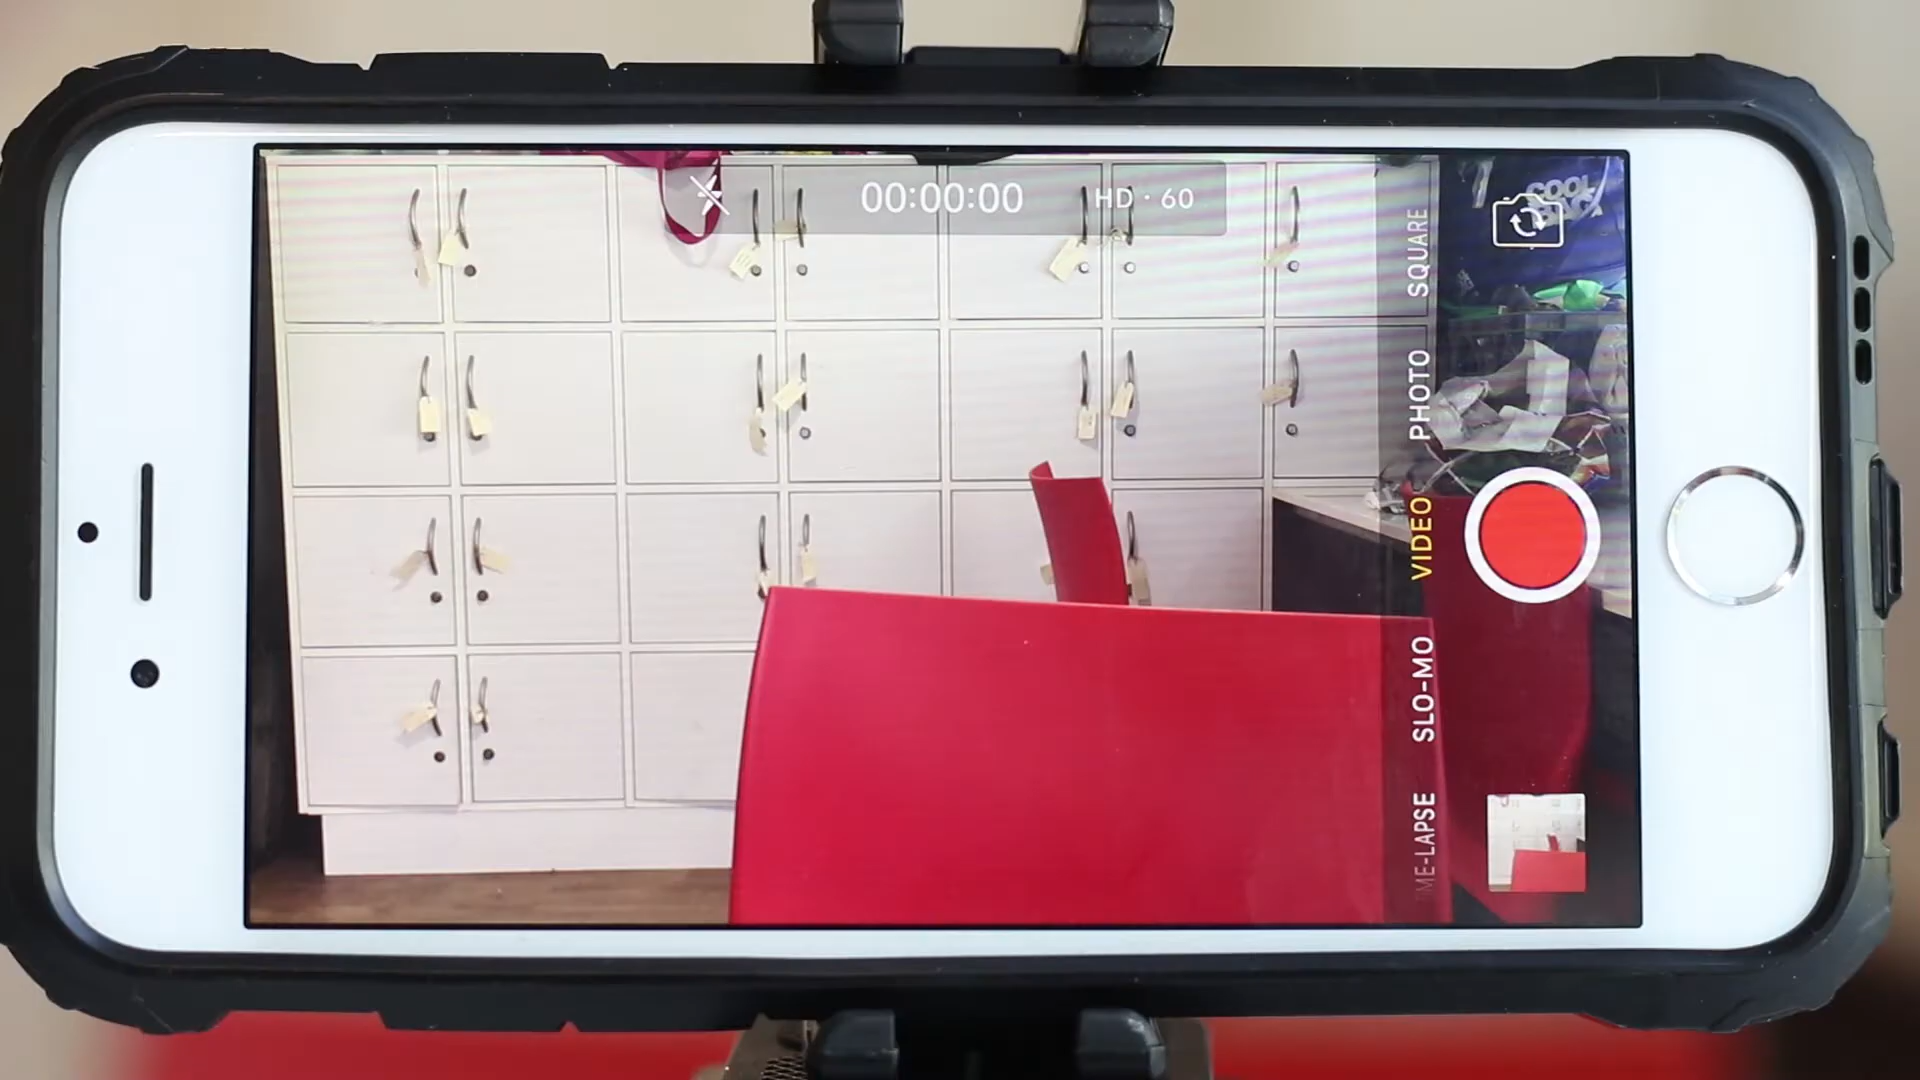 00:00:00
HD · 60
COOL
SQUARE
PHOTO
VIDEO
SLO-MO
ME-LAPSE